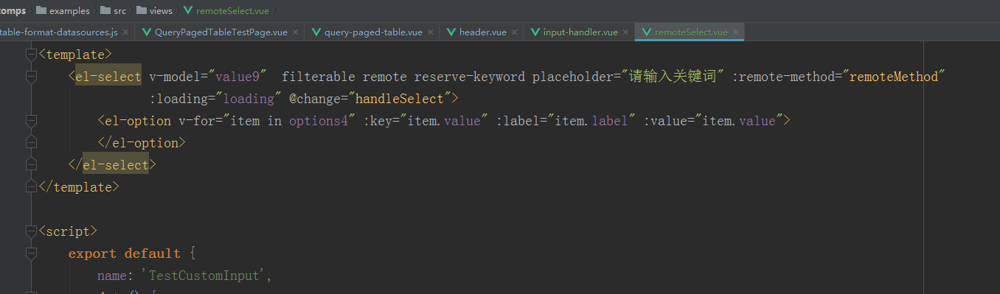 comps examples src views remoteSelect.vue
table-format-datasources.js QueryPagedTableTestPage.vue query-paged-table.vue header.vue input-handler.vue remoteSelect.vue
<template>
<el-select v-model="value9" filterable remote reserve-keyword placeholder="请输入关键词" :remote-method="remoteMethod"
:loading="loading" @change="handleSelect">
<el-option v-for="item in options4" :key="item.value" :label="item.label" :value="item.value">
</el-option>
</el-select>
</template>
<script>
export default {
name: 'TestCustomInput',